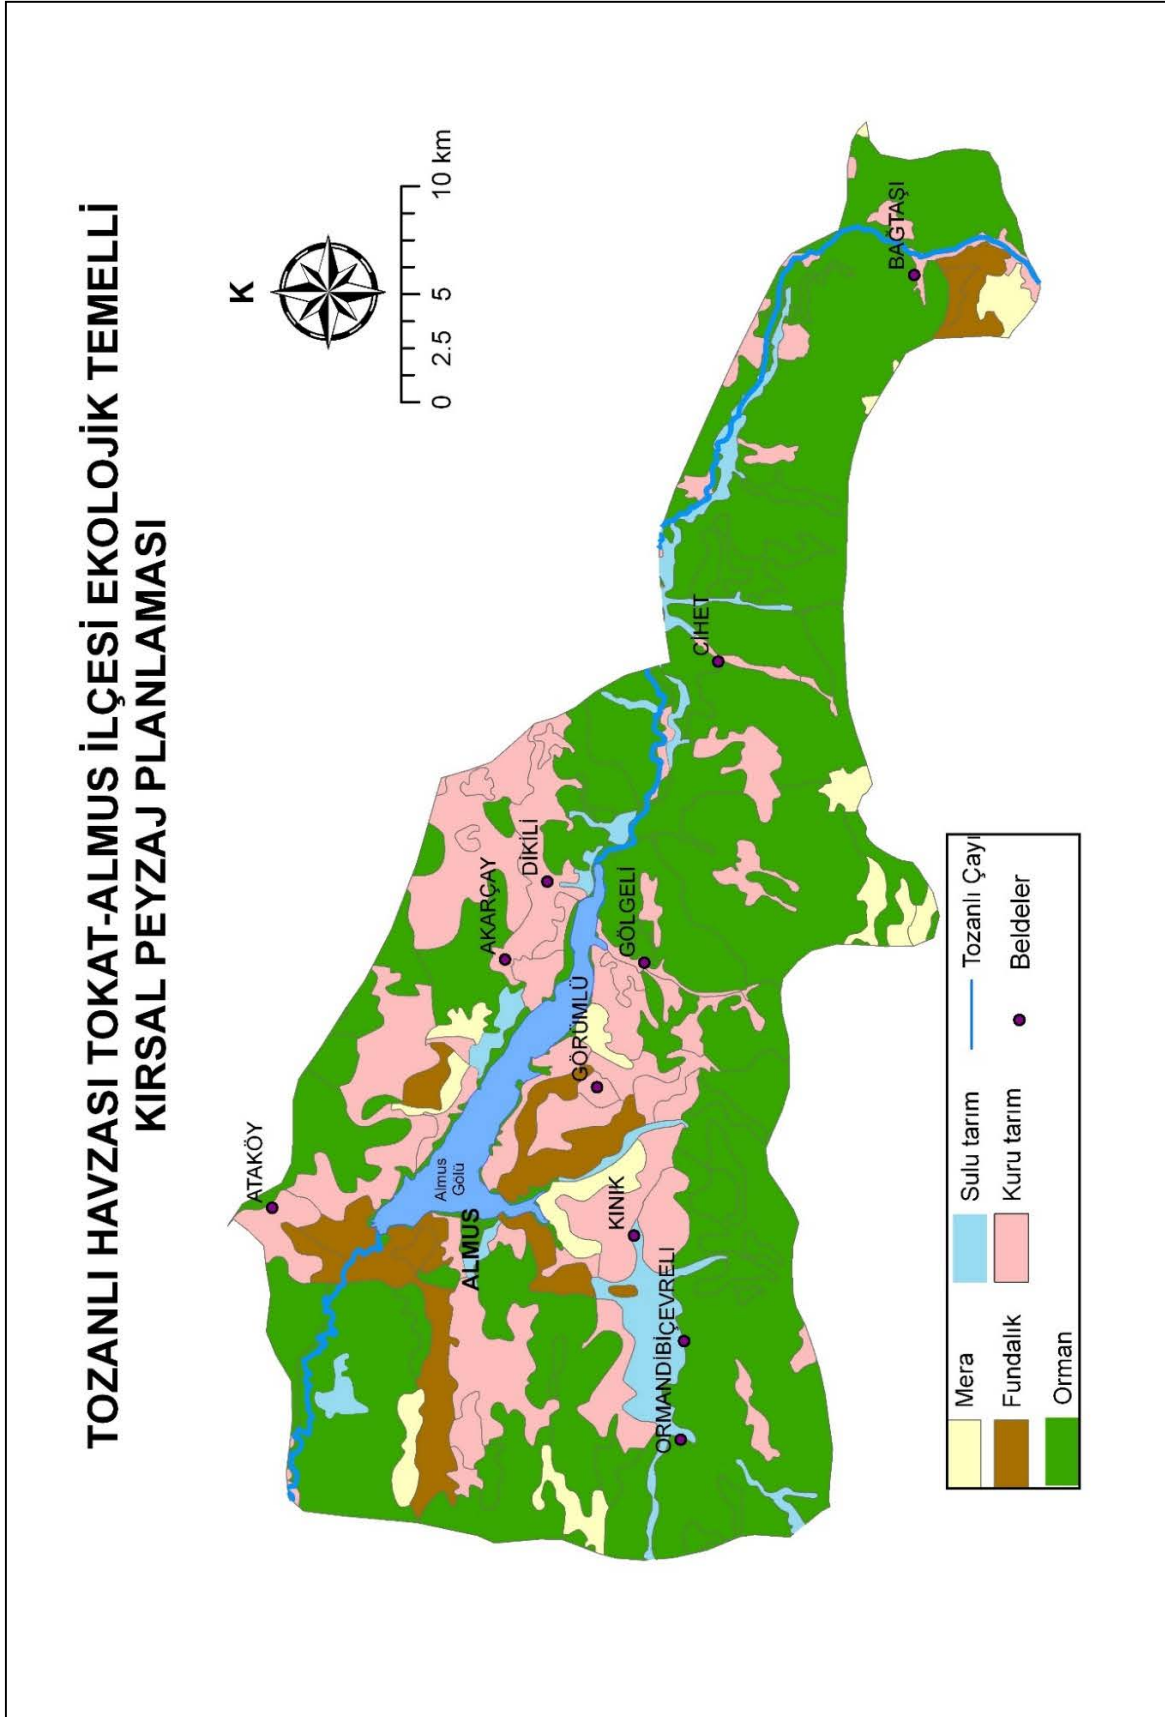 TOZANLI HAVZASI TOKAT-ALMUS İLÇESİ EKOLOJİK TEMELLİ
KIRSAL PEYZAJ PLANLAMASI
K
0 2.5 5 10 km
ATAKÖY
AKARÇAY
DİKİLİ
Almus
Gölü
ALMUS
GÖRÜMLÜ
GÖLGELİ
CİHET
BAĞTAŞI
KINIK
ÇEVRELİ
ORMANDİBİ
Mera
Sulu tarım
Tozanlı Çayı
Fundalık
Kuru tarım
Beldeler
Orman